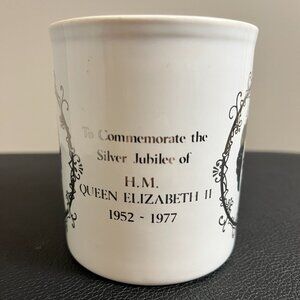 To Commemorate the
Silver Jubilee of
H.M.
QUEEN ELIZABETH II
1952 - 1977